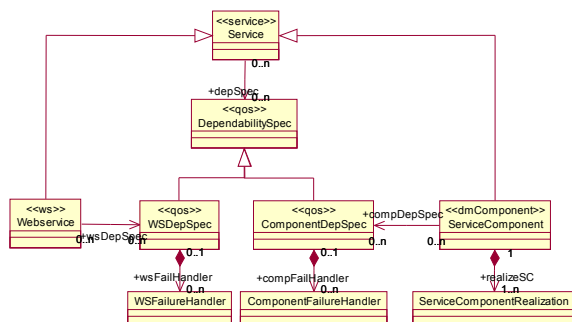 <<service>>
Service
0..n
+depSpec
0..n
<<qos>>
DependabilitySpec
<<ws>>
Webservice
0..n
+wsDepSpec
0..n
<<qos>>
WSDepSpec
0..1
<<qos>>
ComponentDepSpec
0..1
+compDepSpec
0..n
0..n
<<dmComponent>>
ServiceComponent
1
+wsFailHandler
0..n
+compFailHandler
0..n
+realizeSC
1..n
WSFailureHandler
ComponentFailureHandler
ServiceComponentRealization